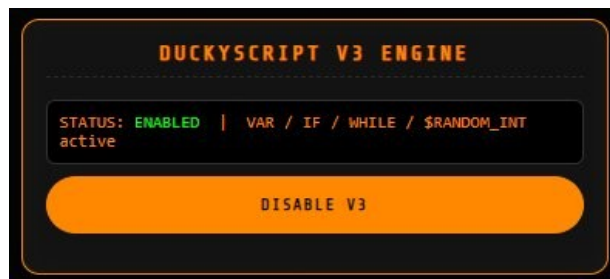 DUCKYSCRIPT V3 ENGINE
STATUS: ENABLED | VAR / IF / WHILE / $RANDOM_INT
active
DISABLE V3